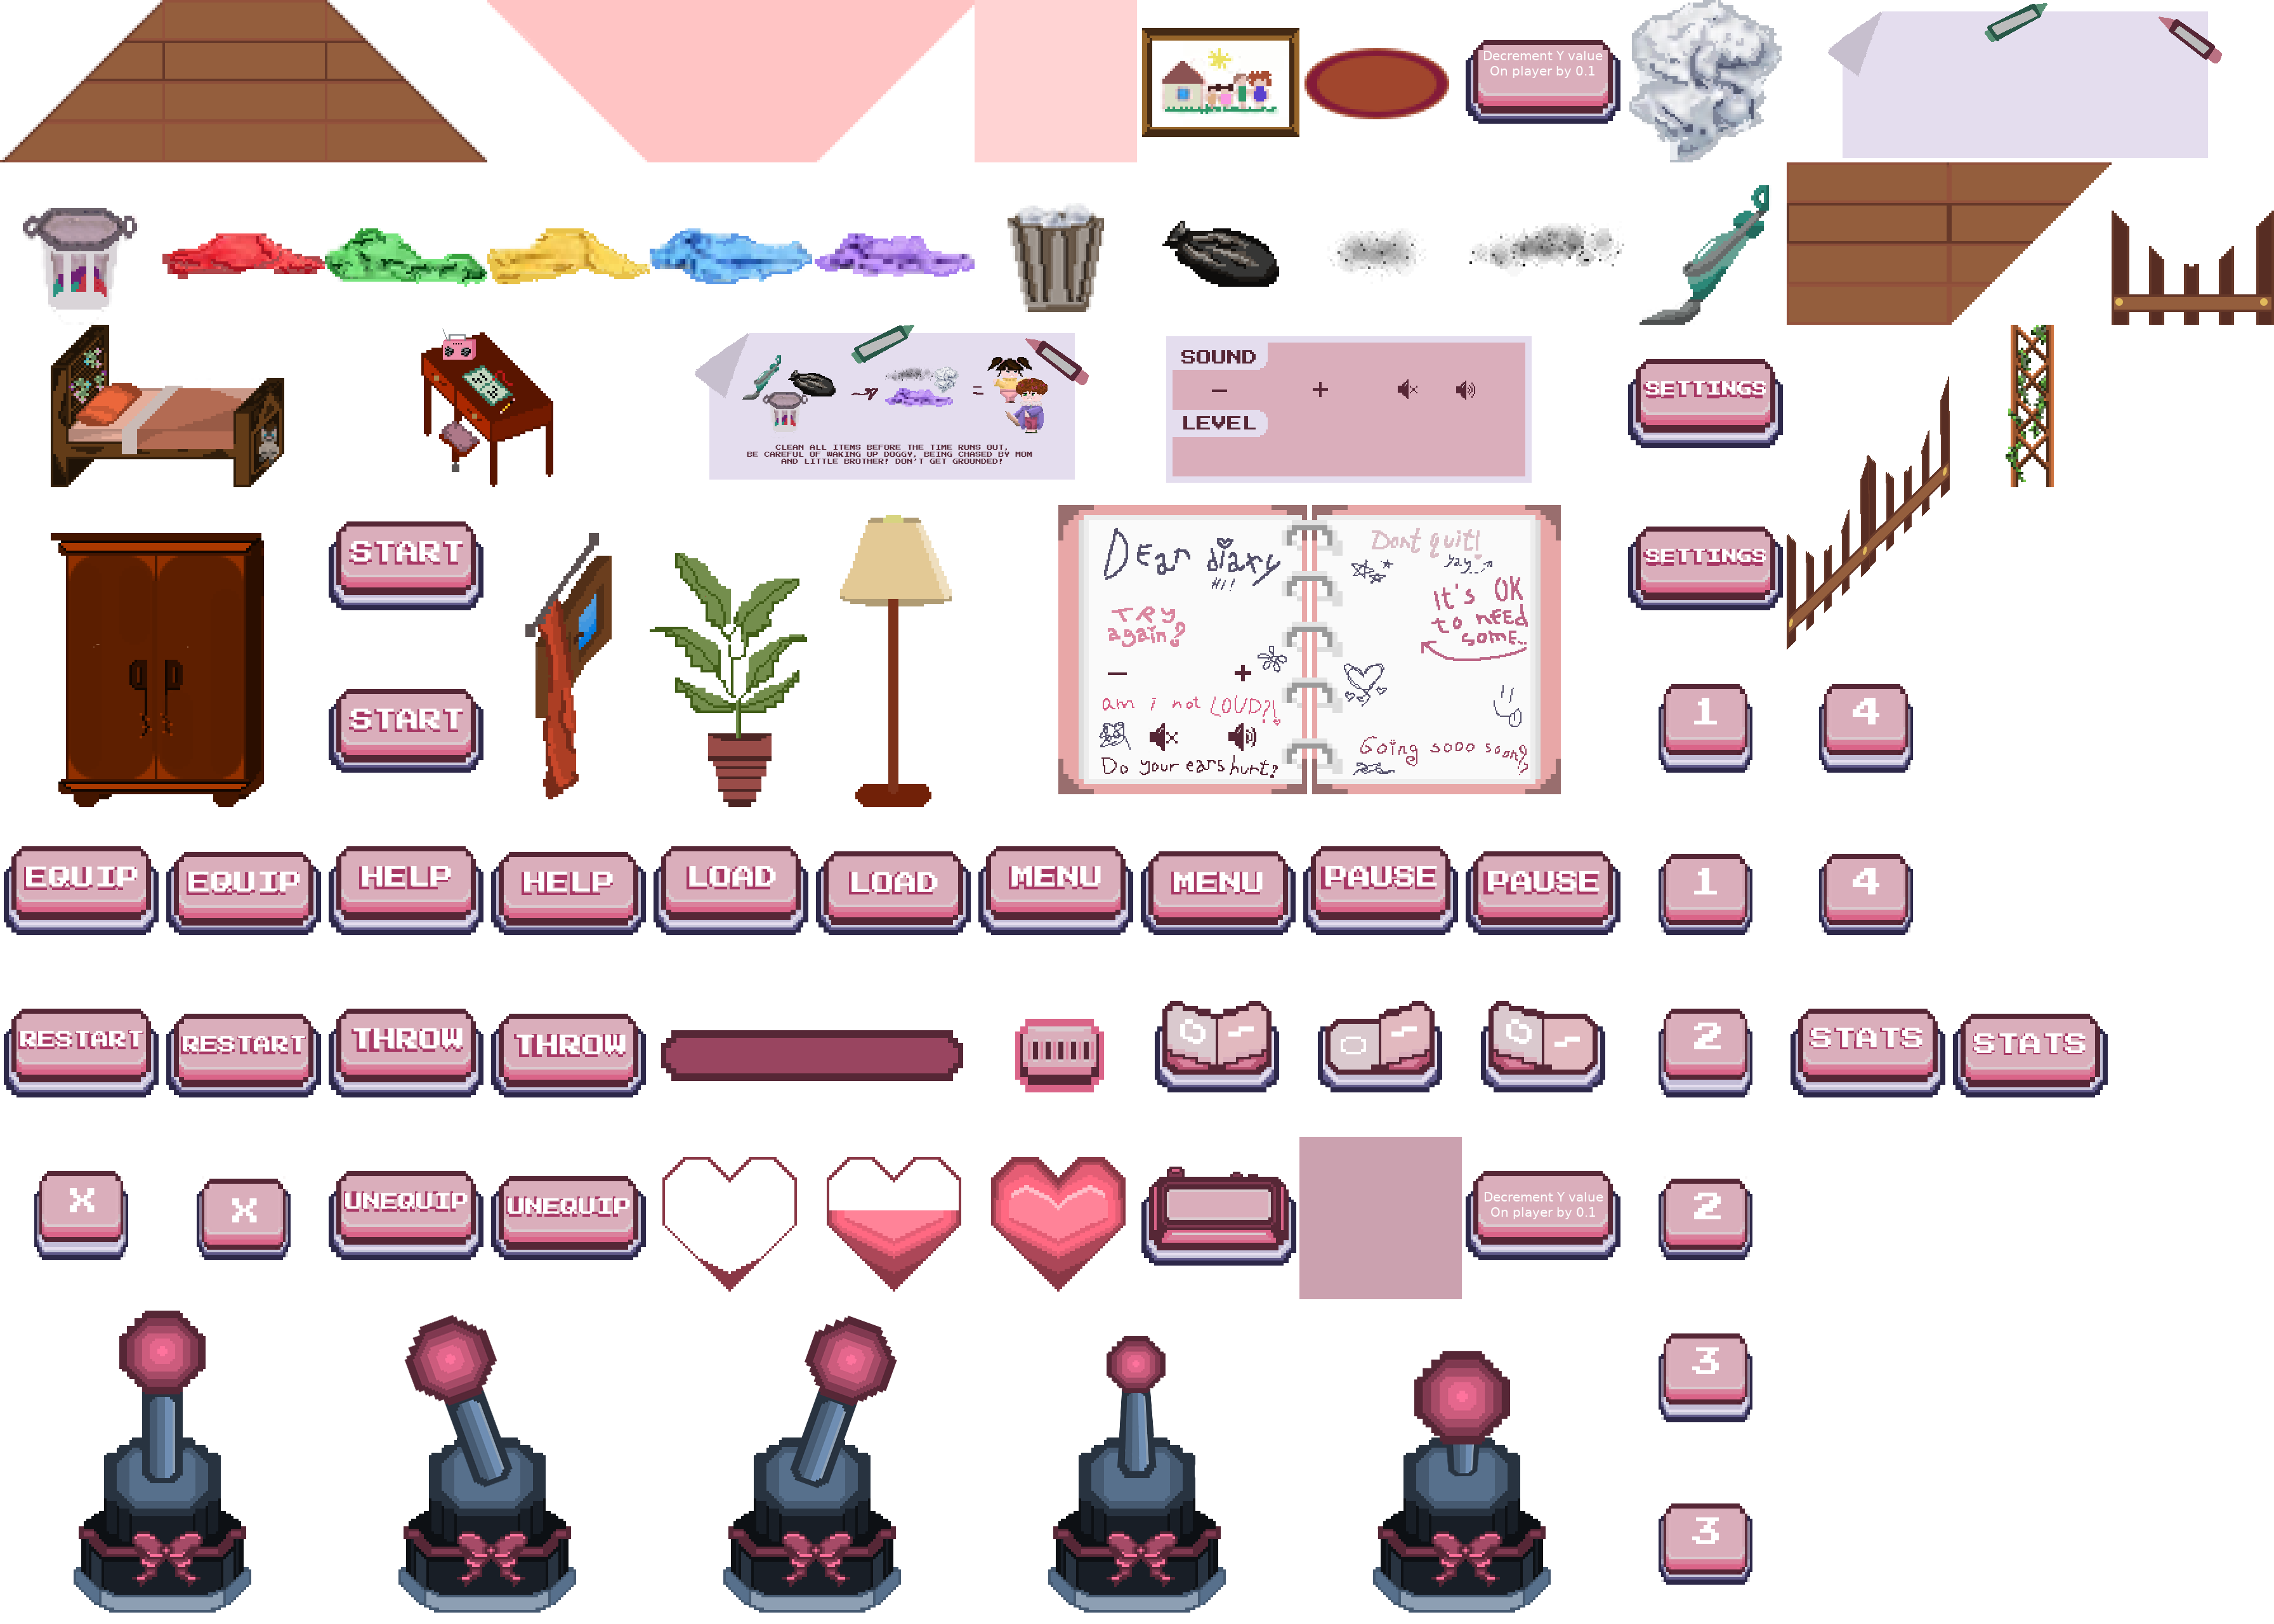 Decrement Y value
On player by 0.1
CLEAN ALL ITEMS BEFORE THE TIME RUNS OUT,
BE CAREFUL OF WAKING UP DOGGY, BEING CHASED BY MOM
AND LITTLE BROTHER! DON'T GET GROUNDED!
SOUND
− +
LEVEL
SETTINGS
START
START
Dear diary
Hi!
TRY
again?
− +
am i not LOUD?!
Do your ears hurt?
Dont quit!
yay
It's OK
to nEEd
somE..
Going sooo soon?
SETTINGS
1 4
EQUIP EQUIP HELP HELP LOAD LOAD MENU MENU PAUSE PAUSE 1 4
RESTART RESTART THROW THROW 2 STATS STATS
X X UNEQUIP UNEQUIP
Decrement Y value
On player by 0.1
2
3
3